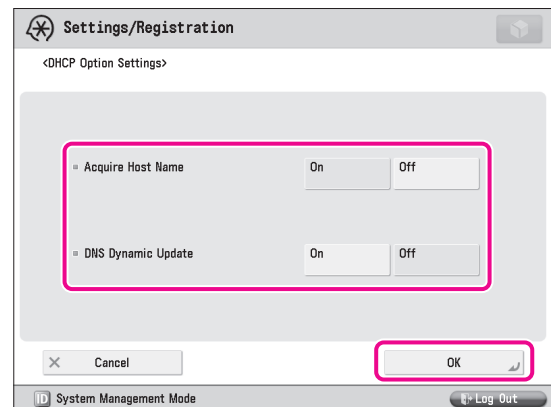 Settings/Registration
<DHCP Option Settings>
Acquire Host Name On Off
DNS Dynamic Update On Off
Cancel OK
ID System Management Mode Log Out